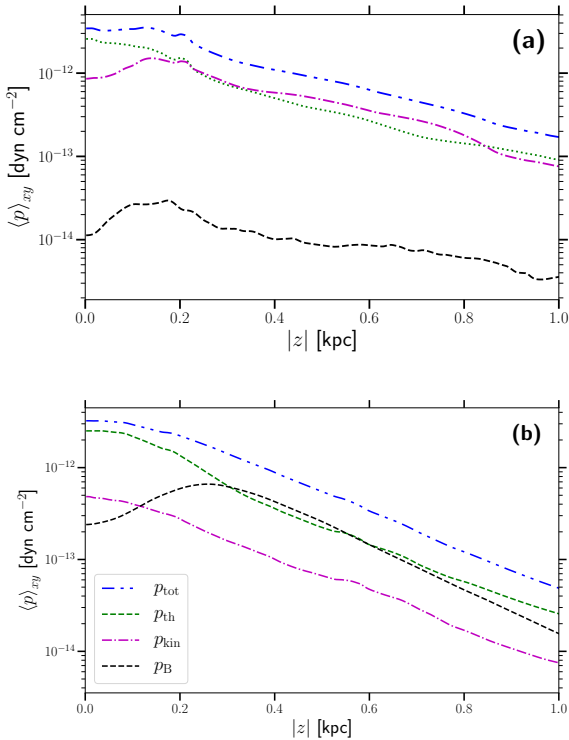 (a)
⟨p⟩xy [dyn cm−2]
10−12
10−13
10−14
0.0 0.2 0.4 0.6 0.8 1.0
|z| [kpc]
(b)
⟨p⟩xy [dyn cm−2]
10−12
10−13
10−14
ptot
pth
pkin
pB
0.0 0.2 0.4 0.6 0.8 1.0
|z| [kpc]